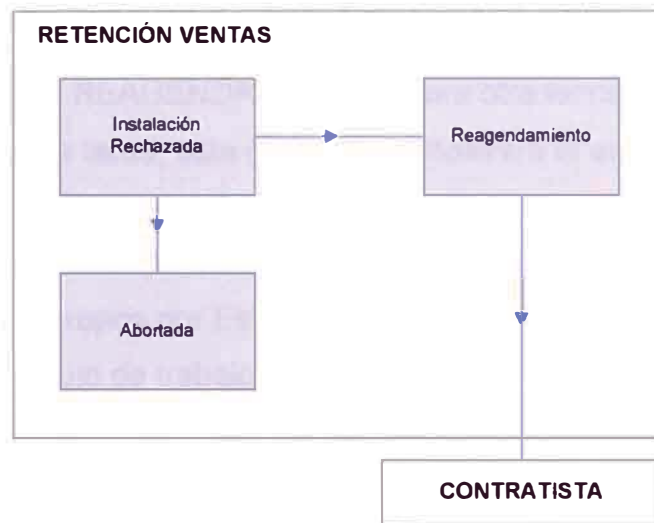 RETENCIÓN VENTAS
Instalación
Rechazada
Reagendamiento
Abortada
CONTRATISTA